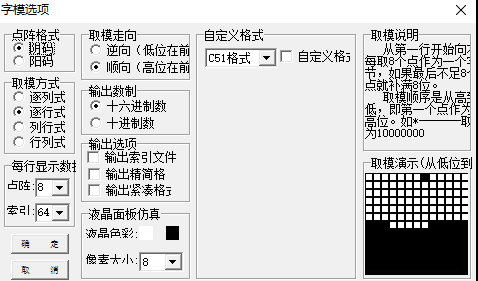 字模选项
点阵格式
阴码
阳码
取模方式
逐列式
逐行式
列行式
行列式
每行显示数据
点阵: 8
索引: 64
确 定
取 消
取模走向
逆向（低位在前
顺向（高位在前
输出数制
十六进制数
十进制数
输出选项
输出索引文件
输出精简格
输出紧凑格式
液晶面板仿真
液晶色彩:
像素大小: 8
自定义格式
C51格式 自定义格式
取模说明
从第一行开始向
每取8个点作为一个字
节，如果最后不足8个
点就补满8位。
取模顺序是从高到
低，即第一个点作为
高位。如*———取
为10000000
取模演示(从低位到